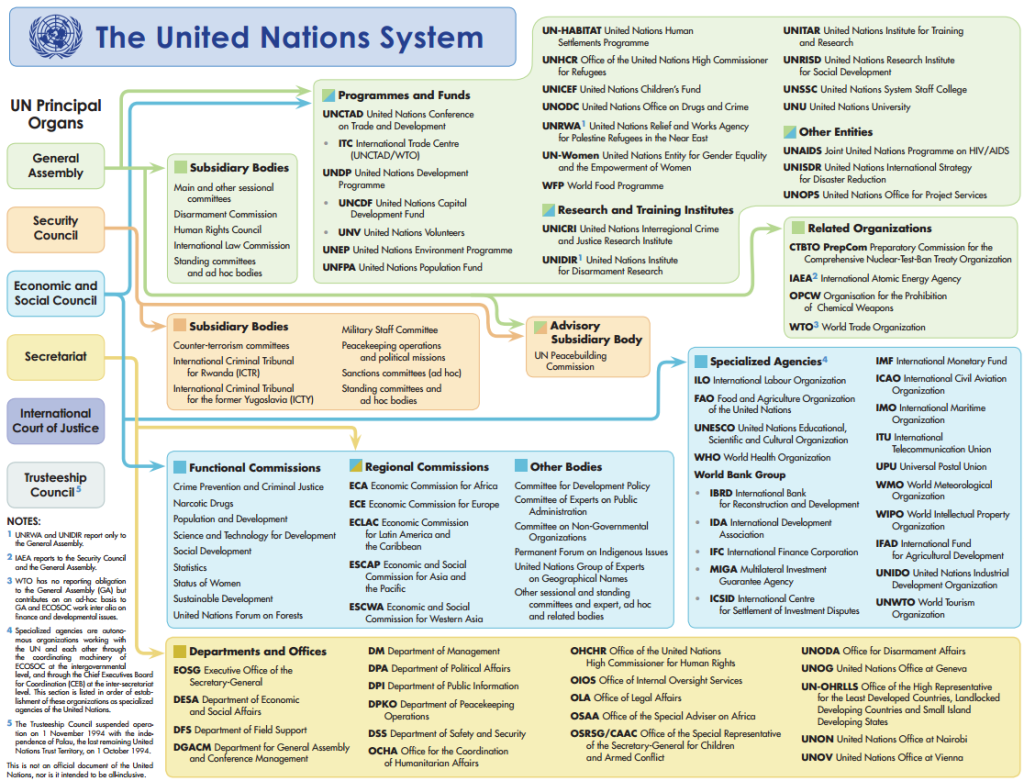 The United Nations System
UN Principal
Organs
General
Assembly
Security
Council
Economic and
Social Council
Secretariat
International
Court of Justice
Trusteeship
Council 5
NOTES:
1 UNRWA and UNIDIR report only to
the General Assembly.
2 IAEA reports to the Security Council
and the General Assembly.
3 WTO has no reporting obligation
to the General Assembly (GA) but
contributes on an ad-hoc basis to
GA and ECOSOC work inter alia on
finance and developmental issues.
4 Specialized agencies are autono-
mous organizations working with
the UN and each other through
the coordinating machinery of
ECOSOC at the intergovernmental
level, and through the Chief Executives Board
for Coordination (CEB) at the inter-secretariat
level. This section is listed in order of estab-
lishment of these organizations as specialized
agencies of the United Nations.
5 The Trusteeship Council suspended opera-
tion on 1 November 1994 with the inde-
pendence of Palau, the last remaining United
Nations Trust Territory, on 1 October 1994.
This is not an official document of the United
Nations, nor is it intended to be all-inclusive.
Subsidiary Bodies
Main and other sessional
committees
Disarmament Commission
Human Rights Council
International Law Commission
Standing committees
and ad hoc bodies
Programmes and Funds
UNCTAD United Nations Conference
on Trade and Development
• ITC International Trade Centre
(UNCTAD/WTO)
UNDP United Nations Development
Programme
• UNCDF United Nations Capital
Development Fund
• UNV United Nations Volunteers
UNEP United Nations Environment Programme
UNFPA United Nations Population Fund
UN-HABITAT United Nations Human
Settlements Programme
UNHCR Office of the United Nations High Commissioner
for Refugees
UNICEF United Nations Children's Fund
UNODC United Nations Office on Drugs and Crime
UNRWA1 United Nations Relief and Works Agency
for Palestine Refugees in the Near East
UN-Women United Nations Entity for Gender Equality
and the Empowerment of Women
WFP World Food Programme
Research and Training Institutes
UNICRI United Nations Interregional Crime
and Justice Research Institute
UNIDIR1 United Nations Institute
for Disarmament Research
UNITAR United Nations Institute for Training
and Research
UNRISD United Nations Research Institute
for Social Development
UNSSC United Nations System Staff College
UNU United Nations University
Other Entities
UNAIDS Joint United Nations Programme on HIV/AIDS
UNISDR United Nations International Strategy
for Disaster Reduction
UNOPS United Nations Office for Project Services
Related Organizations
CTBTO PrepCom Preparatory Commission for the
Comprehensive Nuclear-Test-Ban Treaty Organization
IAEA2 International Atomic Energy Agency
OPCW Organisation for the Prohibition
of Chemical Weapons
WTO3 World Trade Organization
Subsidiary Bodies
Counter-terrorism committees
International Criminal Tribunal
for Rwanda (ICTR)
International Criminal Tribunal
for the former Yugoslavia (ICTY)
Military Staff Committee
Peacekeeping operations
and political missions
Sanctions committees (ad hoc)
Standing committees and
ad hoc bodies
Advisory
Subsidiary Body
UN Peacebuilding
Commission
Specialized Agencies4
ILO International Labour Organization
FAO Food and Agriculture Organization
of the United Nations
UNESCO United Nations Educational,
Scientific and Cultural Organization
WHO World Health Organization
World Bank Group
• IBRD International Bank
for Reconstruction and Development
• IDA International Development
Association
• IFC International Finance Corporation
• MIGA Multilateral Investment
Guarantee Agency
• ICSID International Centre
for Settlement of Investment Disputes
IMF International Monetary Fund
ICAO International Civil Aviation
Organization
IMO International Maritime
Organization
ITU International
Telecommunication Union
UPU Universal Postal Union
WMO World Meteorological
Organization
WIPO World Intellectual Property
Organization
IFAD International Fund
for Agricultural Development
UNIDO United Nations Industrial
Development Organization
UNWTO World Tourism
Organization
Functional Commissions
Crime Prevention and Criminal Justice
Narcotic Drugs
Population and Development
Science and Technology for Development
Social Development
Statistics
Status of Women
Sustainable Development
United Nations Forum on Forests
Regional Commissions
ECA Economic Commission for Africa
ECE Economic Commission for Europe
ECLAC Economic Commission
for Latin America and
the Caribbean
ESCAP Economic and Social
Commission for Asia and
the Pacific
ESCWA Economic and Social
Commission for Western Asia
Other Bodies
Committee for Development Policy
Committee of Experts on Public
Administration
Committee on Non-Governmental
Organizations
Permanent Forum on Indigenous Issues
United Nations Group of Experts
on Geographical Names
Other sessional and standing
committees and expert, ad hoc
and related bodies
Departments and Offices
EOSG Executive Office of the
Secretary-General
DESA Department of Economic
and Social Affairs
DFS Department of Field Support
DGACM Department for General Assembly
and Conference Management
DM Department of Management
DPA Department of Political Affairs
DPI Department of Public Information
DPKO Department of Peacekeeping
Operations
DSS Department of Safety and Security
OCHA Office for the Coordination
of Humanitarian Affairs
OHCHR Office of the United Nations
High Commissioner for Human Rights
OIOS Office of Internal Oversight Services
OLA Office of Legal Affairs
OSAA Office of the Special Adviser on Africa
OSRSG/CAAC Office of the Special Representative
of the Secretary-General for Children
and Armed Conflict
UNODA Office for Disarmament Affairs
UNOG United Nations Office at Geneva
UN-OHRLLS Office of the High Representative
for the Least Developed Countries, Landlocked
Developing Countries and Small Island
Developing States
UNON United Nations Office at Nairobi
UNOV United Nations Office at Vienna